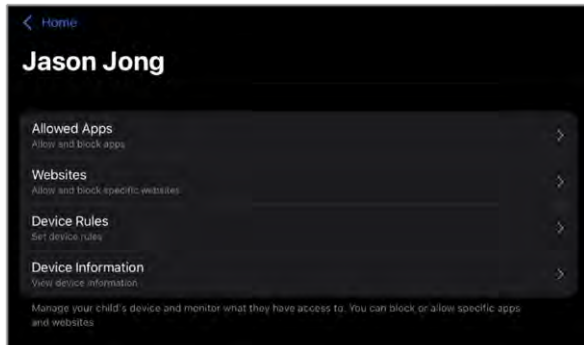 Home
Jason Jong
Allowed Apps
Allow and block apps
Websites
Allow and block specific websites
Device Rules
Set device rules
Device Information
View device information
Manage your child's device and monitor what they have access to. You can block or allow specific apps
and websites